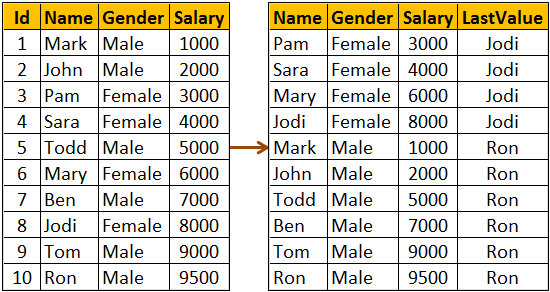 Id Name Gender Salary
1 Mark Male 1000
2 John Male 2000
3 Pam Female 3000
4 Sara Female 4000
5 Todd Male 5000
6 Mary Female 6000
7 Ben Male 7000
8 Jodi Female 8000
9 Tom Male 9000
10 Ron Male 9500
Name Gender Salary LastValue
Pam Female 3000 Jodi
Sara Female 4000 Jodi
Mary Female 6000 Jodi
Jodi Female 8000 Jodi
Mark Male 1000 Ron
John Male 2000 Ron
Todd Male 5000 Ron
Ben Male 7000 Ron
Tom Male 9000 Ron
Ron Male 9500 Ron